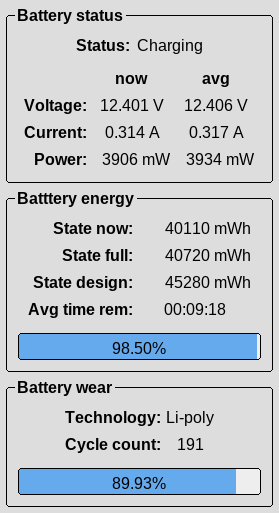 Battery status
Status: Charging
now avg
Voltage: 12.401 V 12.406 V
Current: 0.314 A 0.317 A
Power: 3906 mW 3934 mW
Batttery energy
State now: 40110 mWh
State full: 40720 mWh
State design: 45280 mWh
Avg time rem: 00:09:18
98.50%
Battery wear
Technology: Li-poly
Cycle count: 191
89.93%